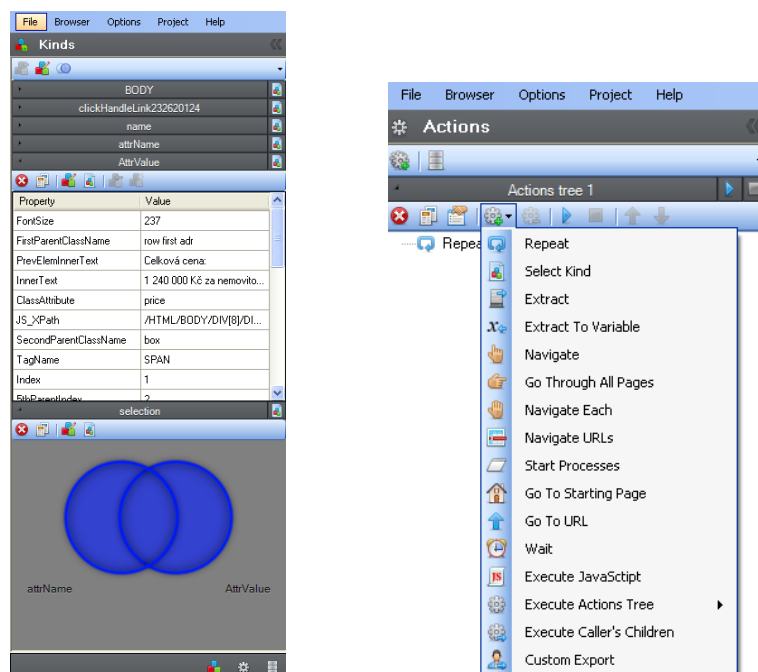 File Browser Options Project Help
Kinds
BODY
clickHandleLink232620124
name
attrName
AttrValue
Property Value
FontSize 237
FirstParentClassName row first adr
PrevElemInnerText Celková cena:
InnerText 1 240 000 Kč za nemovito...
ClassAttribute price
JS_XPath /HTML/BODY/DIV[8]/DI...
SecondParentClassName box
TagName SPAN
Index 1
5thParentIndex 2
selection
attrName AttrValue
File Browser Options Project Help
Actions
Actions tree 1
Repea
Repeat
Select Kind
Extract
Extract To Variable
Navigate
Go Through All Pages
Navigate Each
Navigate URLs
Start Processes
Go To Starting Page
Go To URL
Wait
Execute JavaSctipt
Execute Actions Tree
Execute Caller's Children
Custom Export